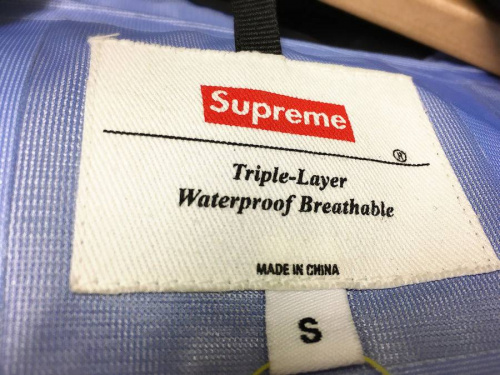 Supreme
®
Triple-Layer
Waterproof Breathable
MADE IN CHINA
S